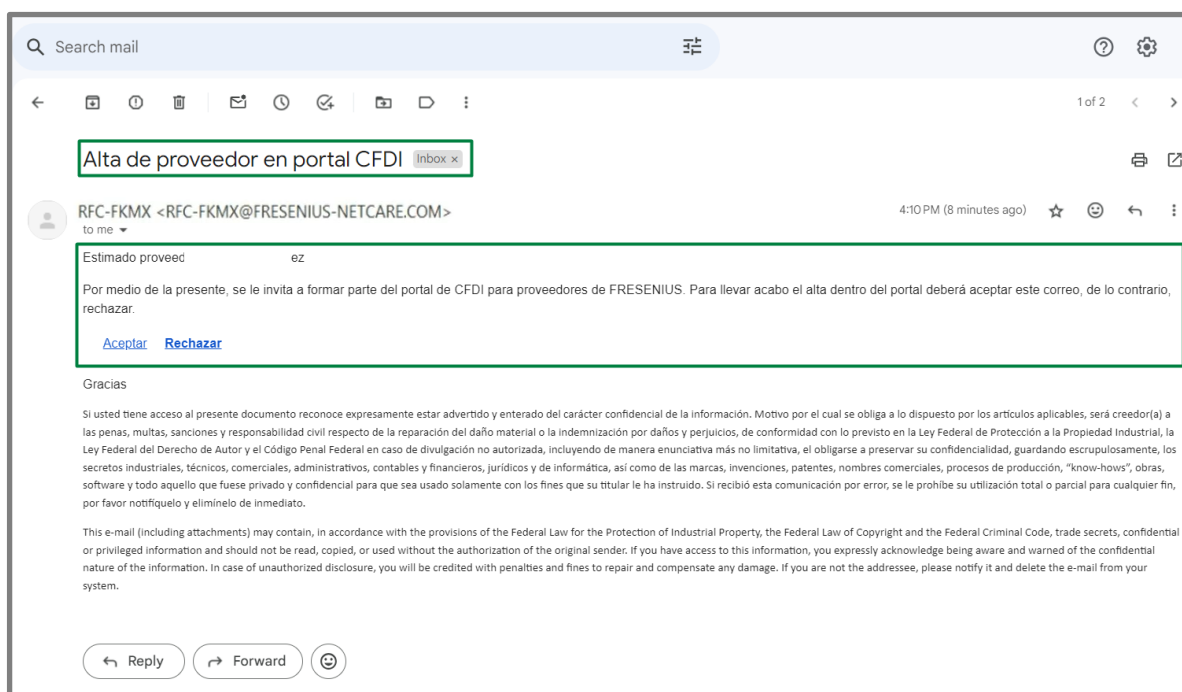 Search mail
1 of 2
Alta de proveedor en portal CFDI Inbox ×
RFC-FKMX <RFC-FKMX@FRESENIUS-NETCARE.COM>
4:10 PM (8 minutes ago)
to me
Estimado proveed ez
Por medio de la presente, se le invita a formar parte del portal de CFDI para proveedores de FRESENIUS. Para llevar acabo el alta dentro del portal deberá aceptar este correo, de lo contrario,
rechazar.
Aceptar Rechazar
Gracias
Si usted tiene acceso al presente documento reconoce expresamente estar advertido y enterado del carácter confidencial de la información. Motivo por el cual se obliga a lo dispuesto por los artículos aplicables, será creedor(a) a
las penas, multas, sanciones y responsabilidad civil respecto de la reparación del daño material o la indemnización por daños y perjuicios, de conformidad con lo previsto en la Ley Federal de Protección a la Propiedad Industrial, la
Ley Federal del Derecho de Autor y el Código Penal Federal en caso de divulgación no autorizada, incluyendo de manera enunciativa más no limitativa, el obligarse a preservar su confidencialidad, guardando escrupulosamente, los
secretos industriales, técnicos, comerciales, administrativos, contables y financieros, jurídicos y de informática, así como de las marcas, invenciones, patentes, nombres comerciales, procesos de producción, “know-hows”, obras,
software y todo aquello que fuese privado y confidencial para que sea usado solamente con los fines que su titular le ha instruido. Si recibió esta comunicación por error, se le prohíbe su utilización total o parcial para cualquier fin,
por favor notifíquelo y elimínelo de inmediato.
This e-mail (including attachments) may contain, in accordance with the provisions of the Federal Law for the Protection of Industrial Property, the Federal Law of Copyright and the Federal Criminal Code, trade secrets, confidential
or privileged information and should not be read, copied, or used without the authorization of the original sender. If you have access to this information, you expressly acknowledge being aware and warned of the confidential
nature of the information. In case of unauthorized disclosure, you will be credited with penalties and fines to repair and compensate any damage. If you are not the addressee, please notify it and delete the e-mail from your
system.
Reply Forward